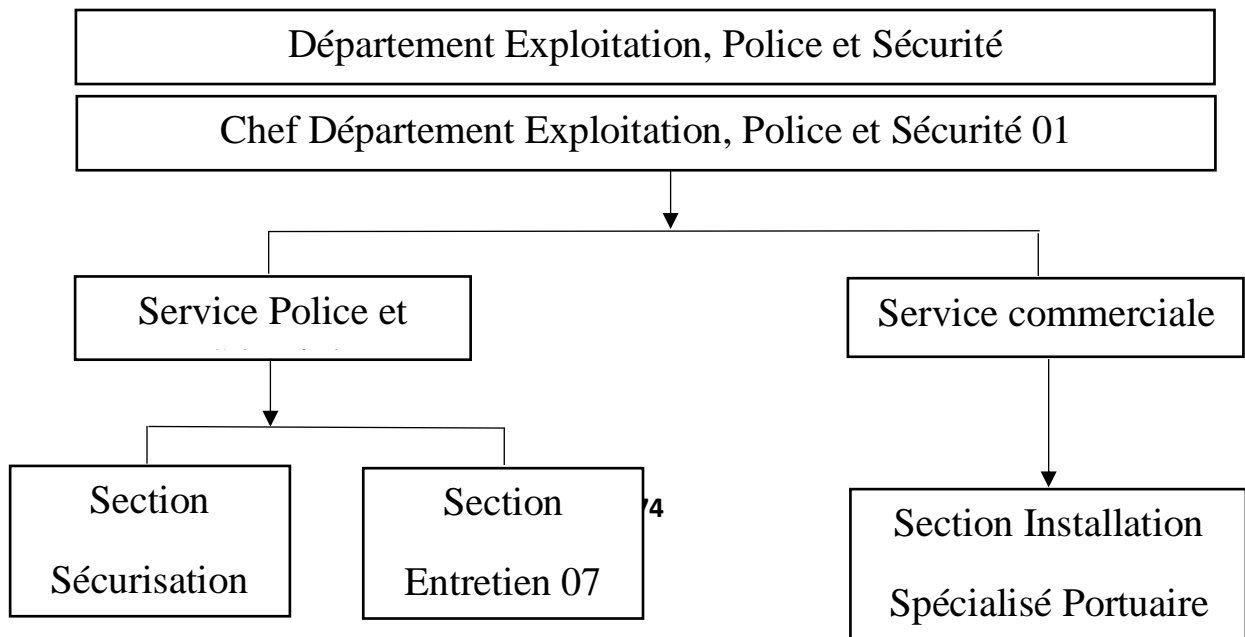 Département Exploitation, Police et Sécurité
Chef Département Exploitation, Police et Sécurité 01
Service Police et
Service commerciale
Section
Sécurisation
Section
Entretien 07
74
Section Installation
Spécialisé Portuaire